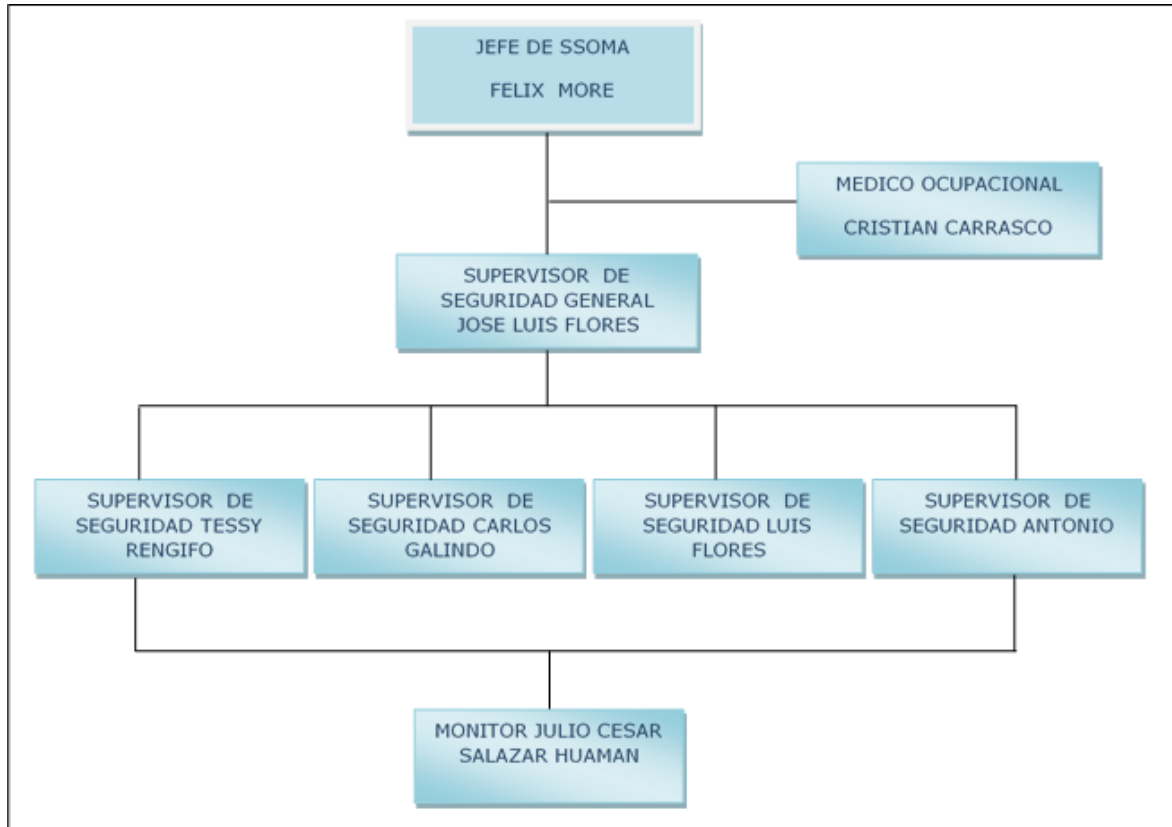 JEFE DE SSOMA
FELIX MORE
MEDICO OCUPACIONAL
CRISTIAN CARRASCO
SUPERVISOR DE
SEGURIDAD GENERAL
JOSE LUIS FLORES
SUPERVISOR DE
SEGURIDAD TESSY
RENGIFO
SUPERVISOR DE
SEGURIDAD CARLOS
GALINDO
SUPERVISOR DE
SEGURIDAD LUIS
FLORES
SUPERVISOR DE
SEGURIDAD ANTONIO
MONITOR JULIO CESAR
SALAZAR HUAMAN